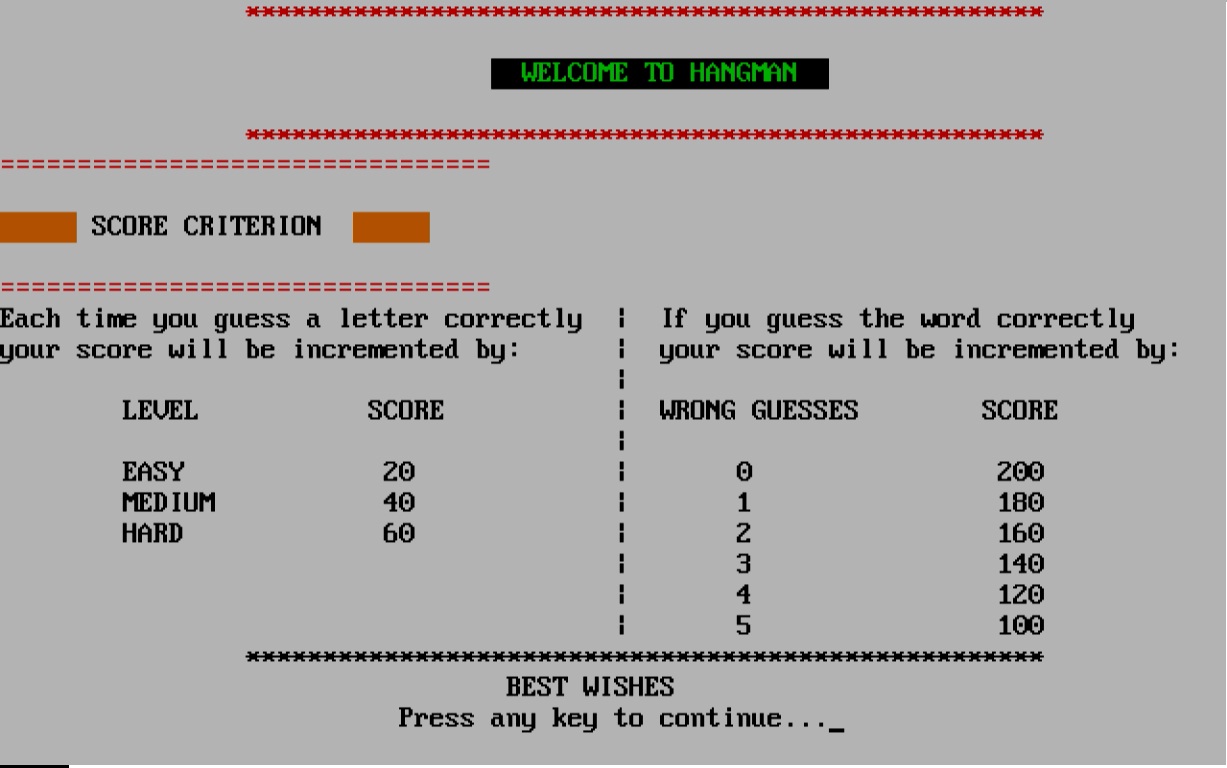 ****************************************************
WELCOME TO HANGMAN
****************************************************
================================
SCORE CRITERION
================================
Each time you guess a letter correctly | If you guess the word correctly
your score will be incremented by: | your score will be incremented by:
|
LEVEL SCORE | WRONG GUESSES SCORE
|
EASY 20 | 0 200
MEDIUM 40 | 1 180
HARD 60 | 2 160
| 3 140
| 4 120
| 5 100
****************************************************
BEST WISHES
Press any key to continue..._